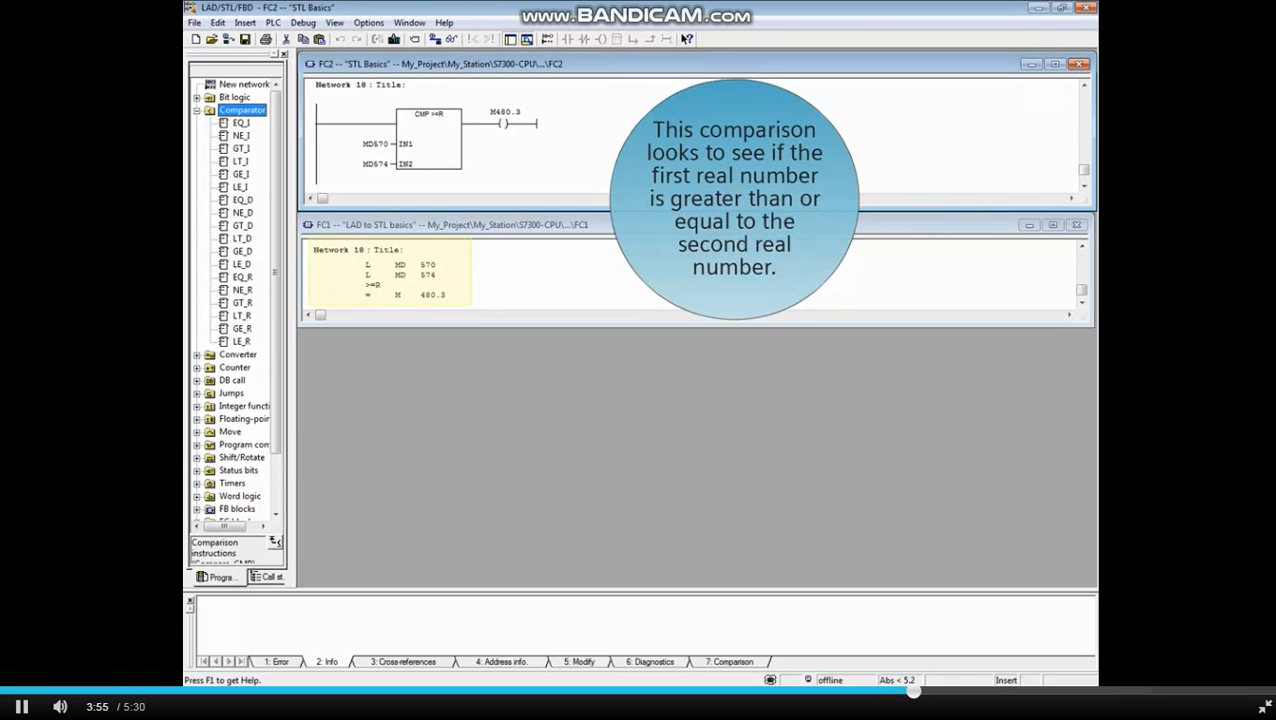 LAD/STL/FBD - FC2 -- "STL Basics"
www.BANDICAM.com
File Edit Insert PLC Debug View Options Window Help
New network
Bit logic
Comparator
EQ_I
NE_I
GT_I
LT_I
GE_I
LE_I
EQ_D
NE_D
GT_D
LT_D
GE_D
LE_D
EQ_R
NE_R
GT_R
LT_R
GE_R
LE_R
Converter
Counter
DB call
Jumps
Integer functi
Floating-poin
Move
Program con
Shift/Rotate
Status bits
Timers
Word logic
FB blocks
Comparison
instructions
Progra... Call st.
FC2 -- "STL Basics" -- My_Project\My_Station\S7300-CPU\...\FC2
Network 18 : Title:
CMP >=R
M480.3
MD570 IN1
MD574 IN2
This comparison
looks to see if the
first real number
is greater than or
equal to the
second real
number.
FC1 -- "LAD to STL basics" -- My_Project\My_Station\S7300-CPU\...\FC1
Network 18 : Title:
L MD 570
L MD 574
>=R
= M 480.3
1: Error 2: Info 3: Cross-references 4: Address info. 5: Modify 6: Diagnostics 7: Comparison
Press F1 to get Help. offline Abs < 5.2 Insert
3:55 / 5:30